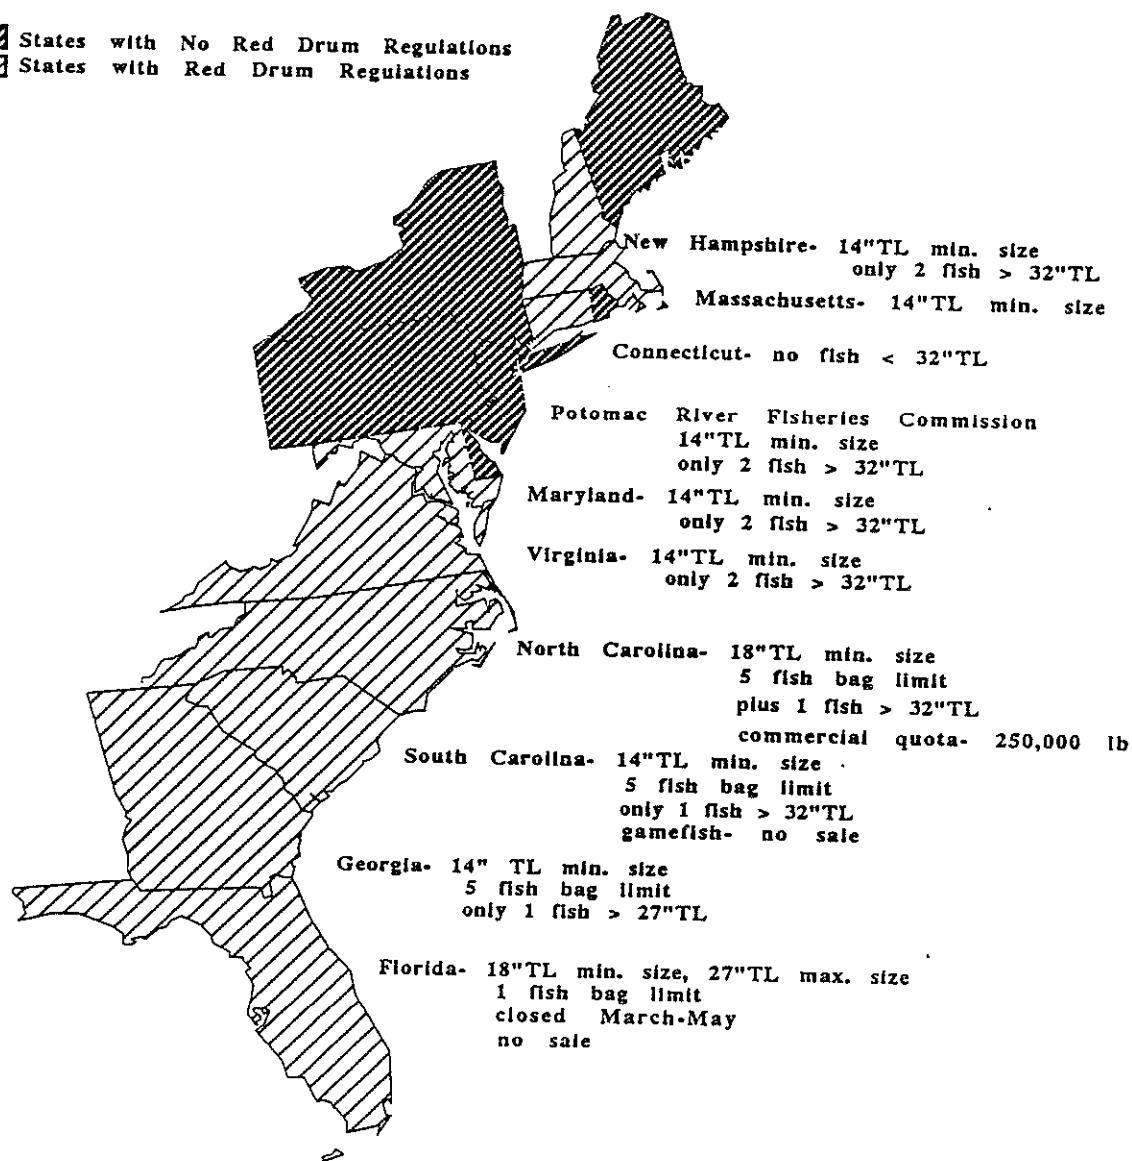 States with No Red Drum Regulations
States with Red Drum Regulations
New Hampshire- 14"TL min. size
only 2 fish > 32"TL
Massachusetts- 14"TL min. size
Connecticut- no fish < 32"TL
Potomac River Fisheries Commission
14"TL min. size
only 2 fish > 32"TL
Maryland- 14"TL min. size
only 2 fish > 32"TL
Virginia- 14"TL min. size
only 2 fish > 32"TL
North Carolina- 18"TL min. size
5 fish bag limit
plus 1 fish > 32"TL
commercial quota- 250,000 lb
South Carolina- 14"TL min. size
5 fish bag limit
only 1 fish > 32"TL
gamefish- no sale
Georgia- 14" TL min. size
5 fish bag limit
only 1 fish > 27"TL
Florida- 18"TL min. size, 27"TL max. size
1 fish bag limit
closed March-May
no sale